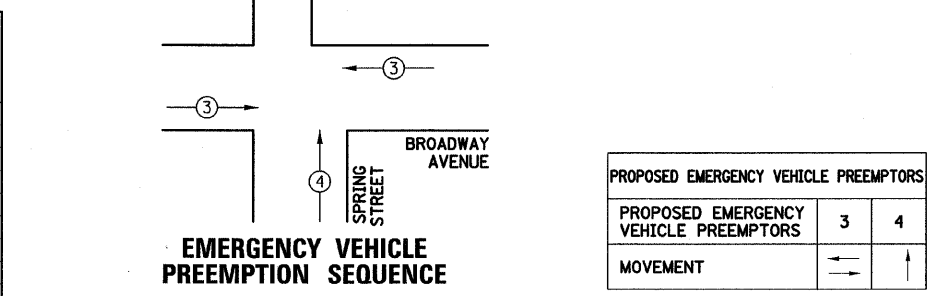 3
3
4
BROADWAY
AVENUE
SPRING
STREET
EMERGENCY VEHICLE
PREEMPTION SEQUENCE
PROPOSED EMERGENCY VEHICLE PREEMPTORS
PROPOSED EMERGENCY
VEHICLE PREEMPTORS
3
4
MOVEMENT